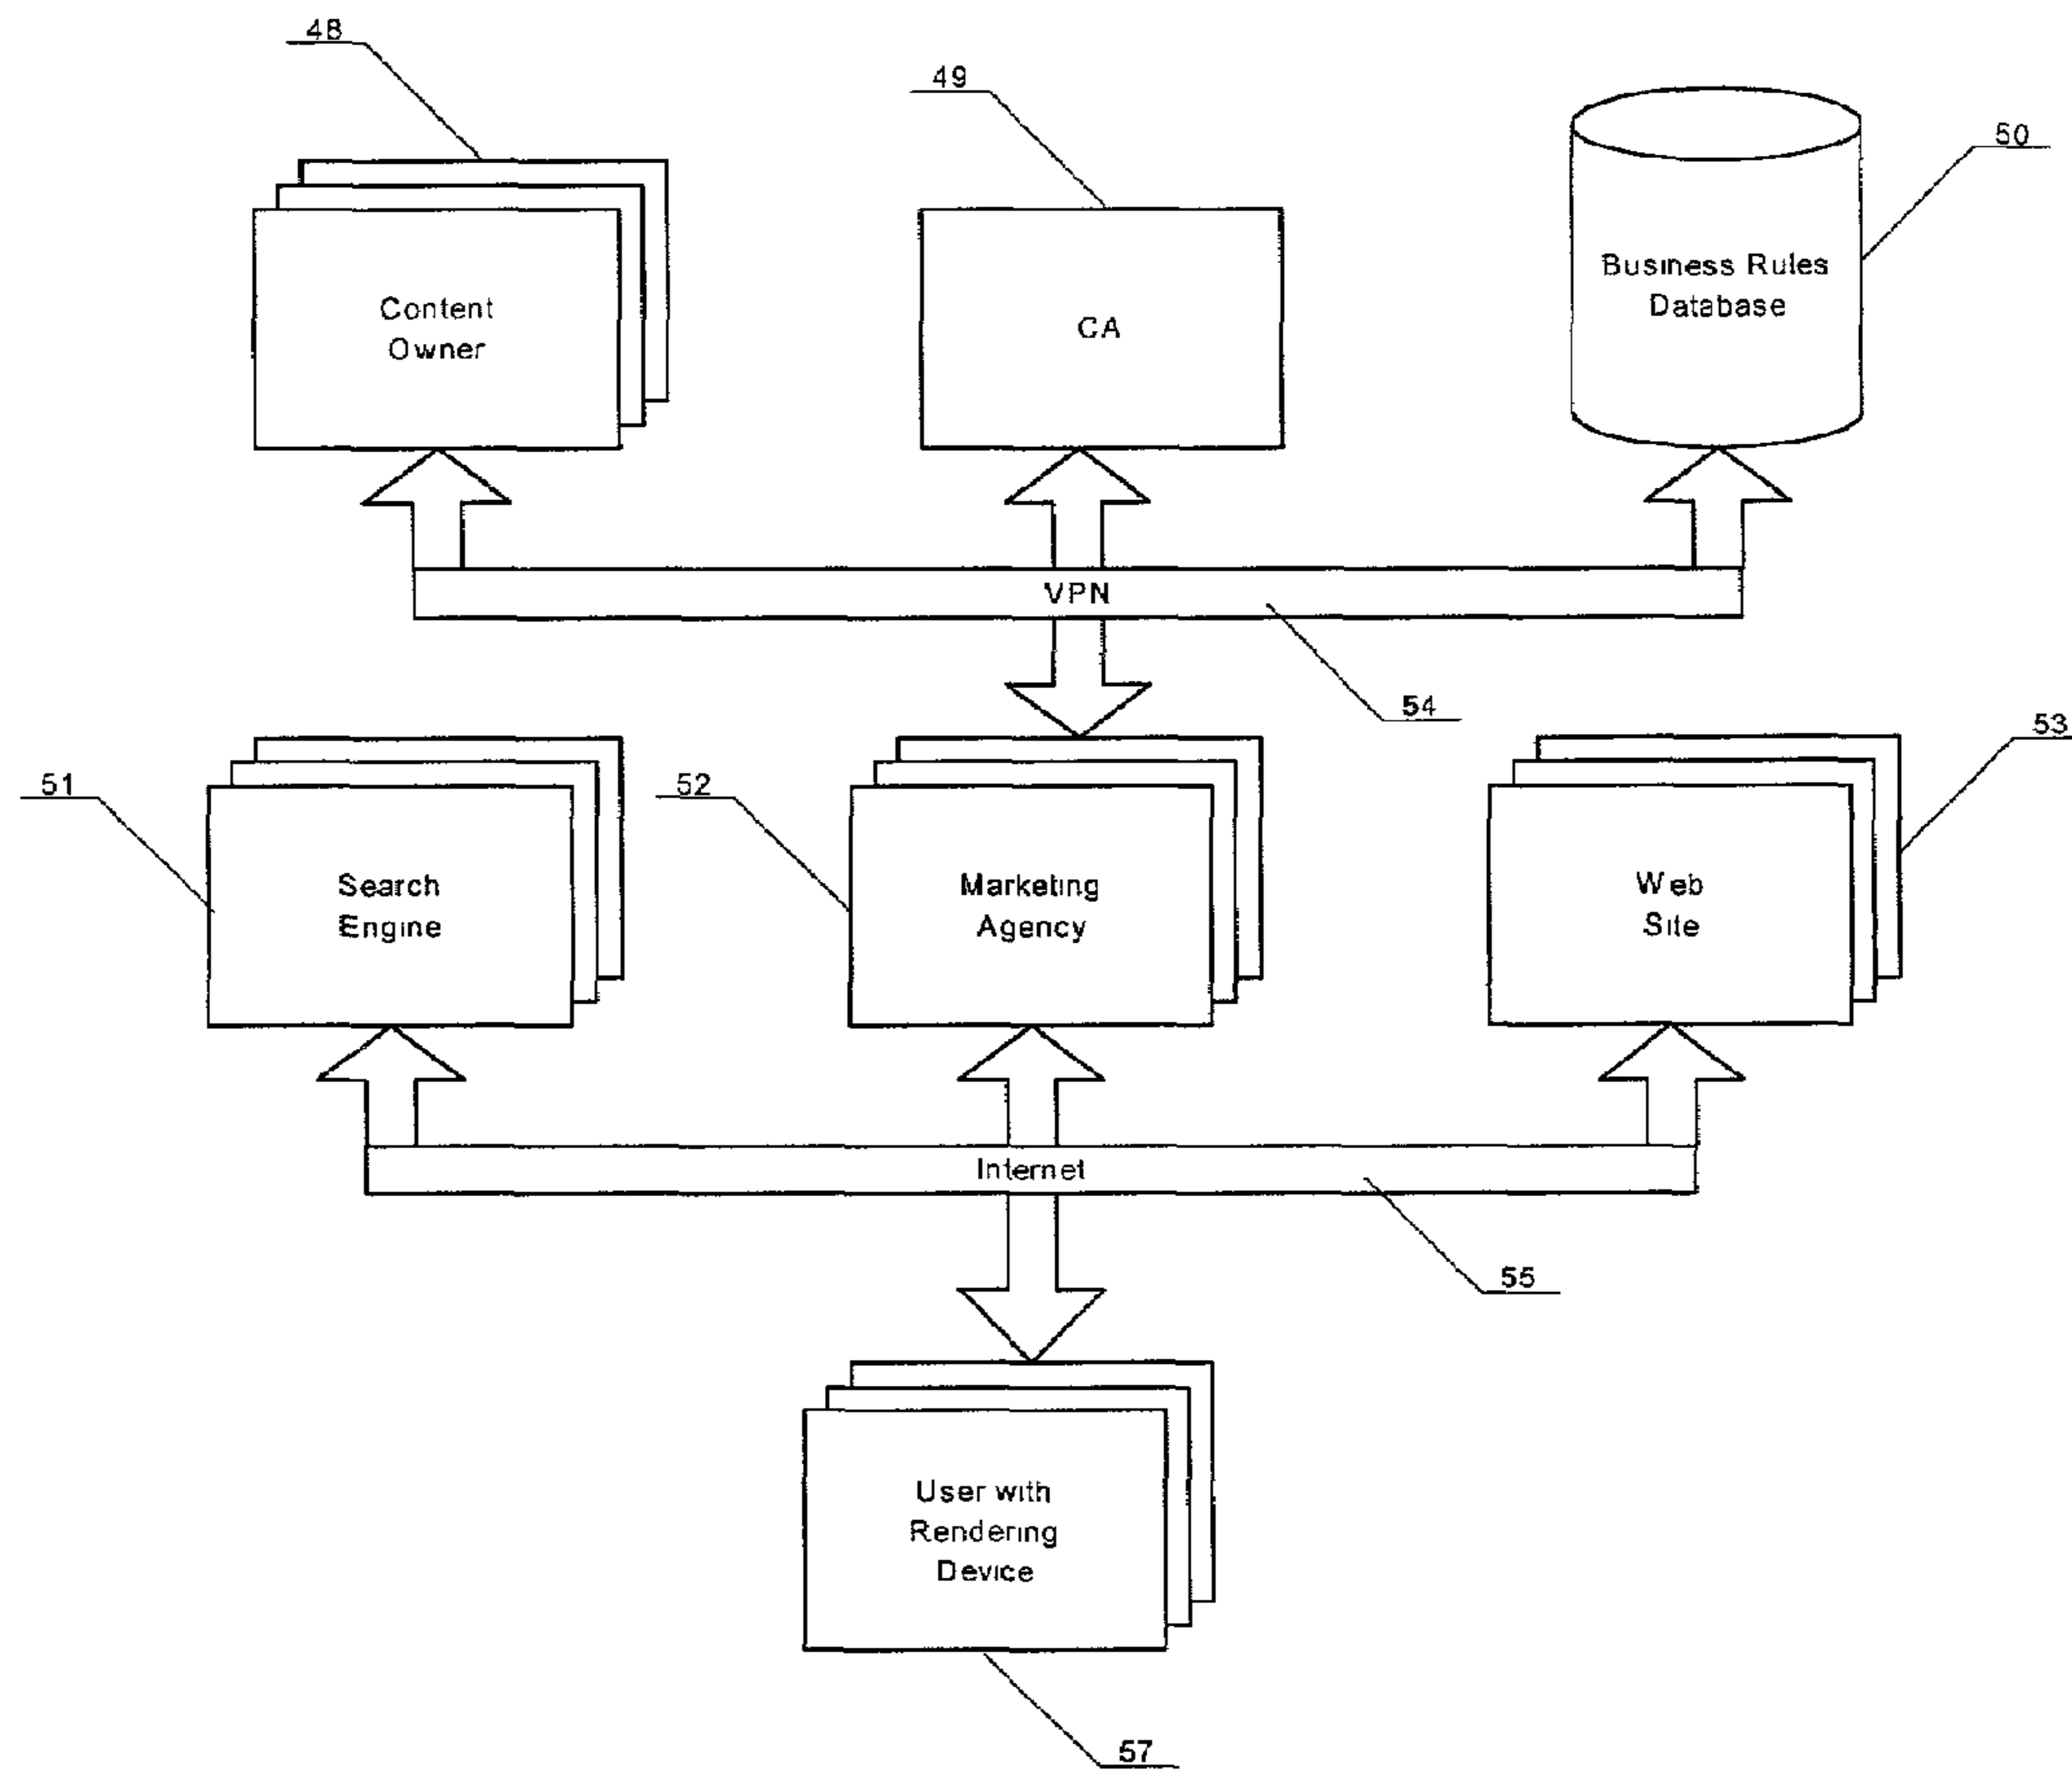 48
49
50
Content
Owner
CA
Business Rules
Database
VPN
54
51
52
53
Search
Engine
Marketing
Agency
Web
Site
Internet
55
User with
Rendering
Device
57